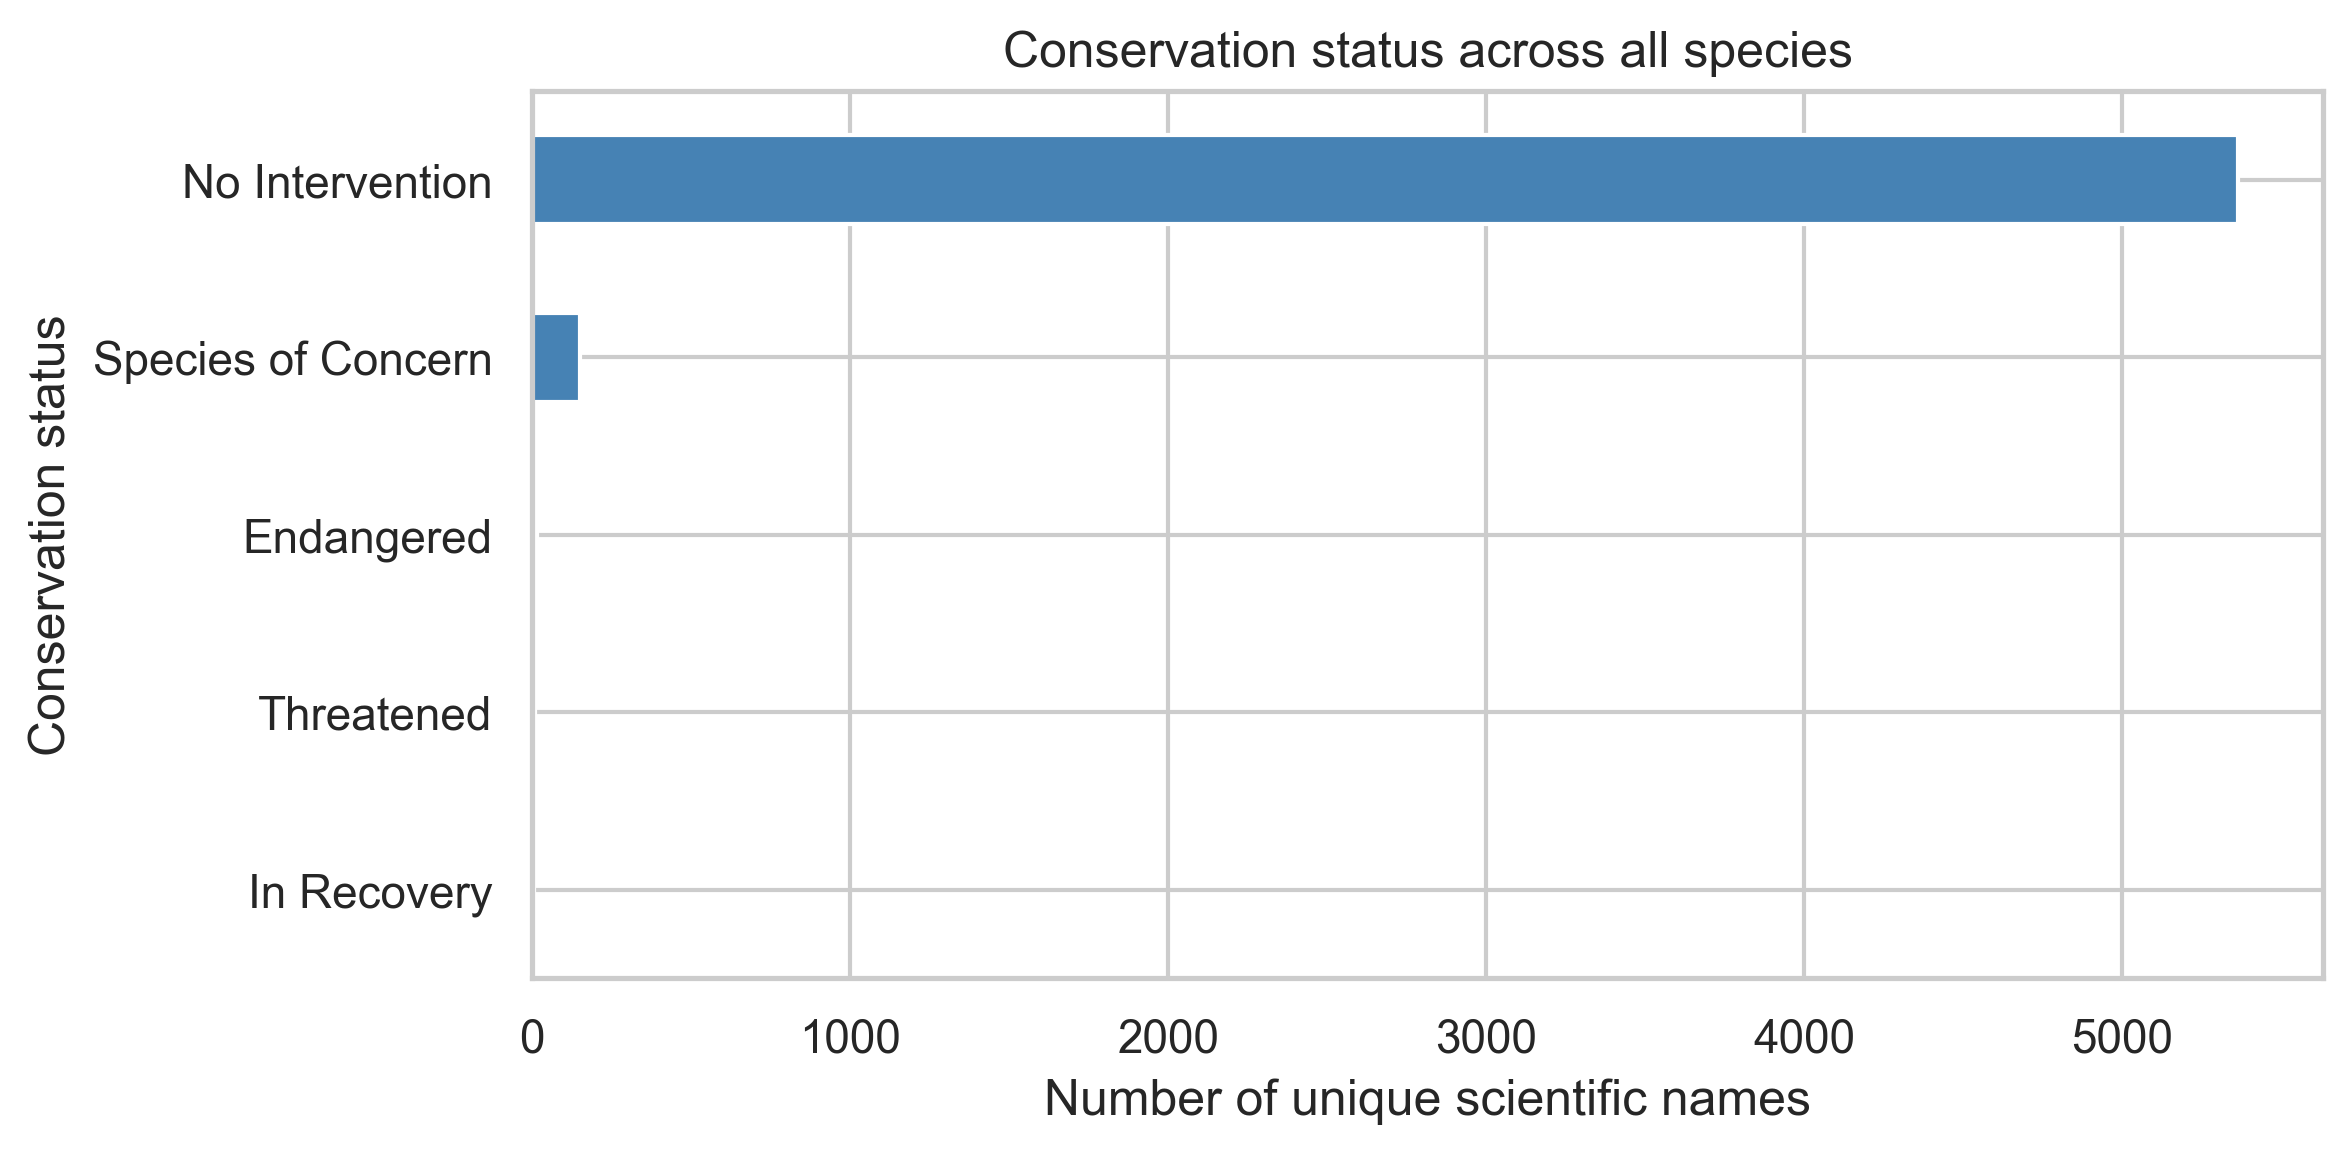 Conservation status across all species
Conservation status
No Intervention
Species of Concern
Endangered
Threatened
In Recovery
0 1000 2000 3000 4000 5000
Number of unique scientific names